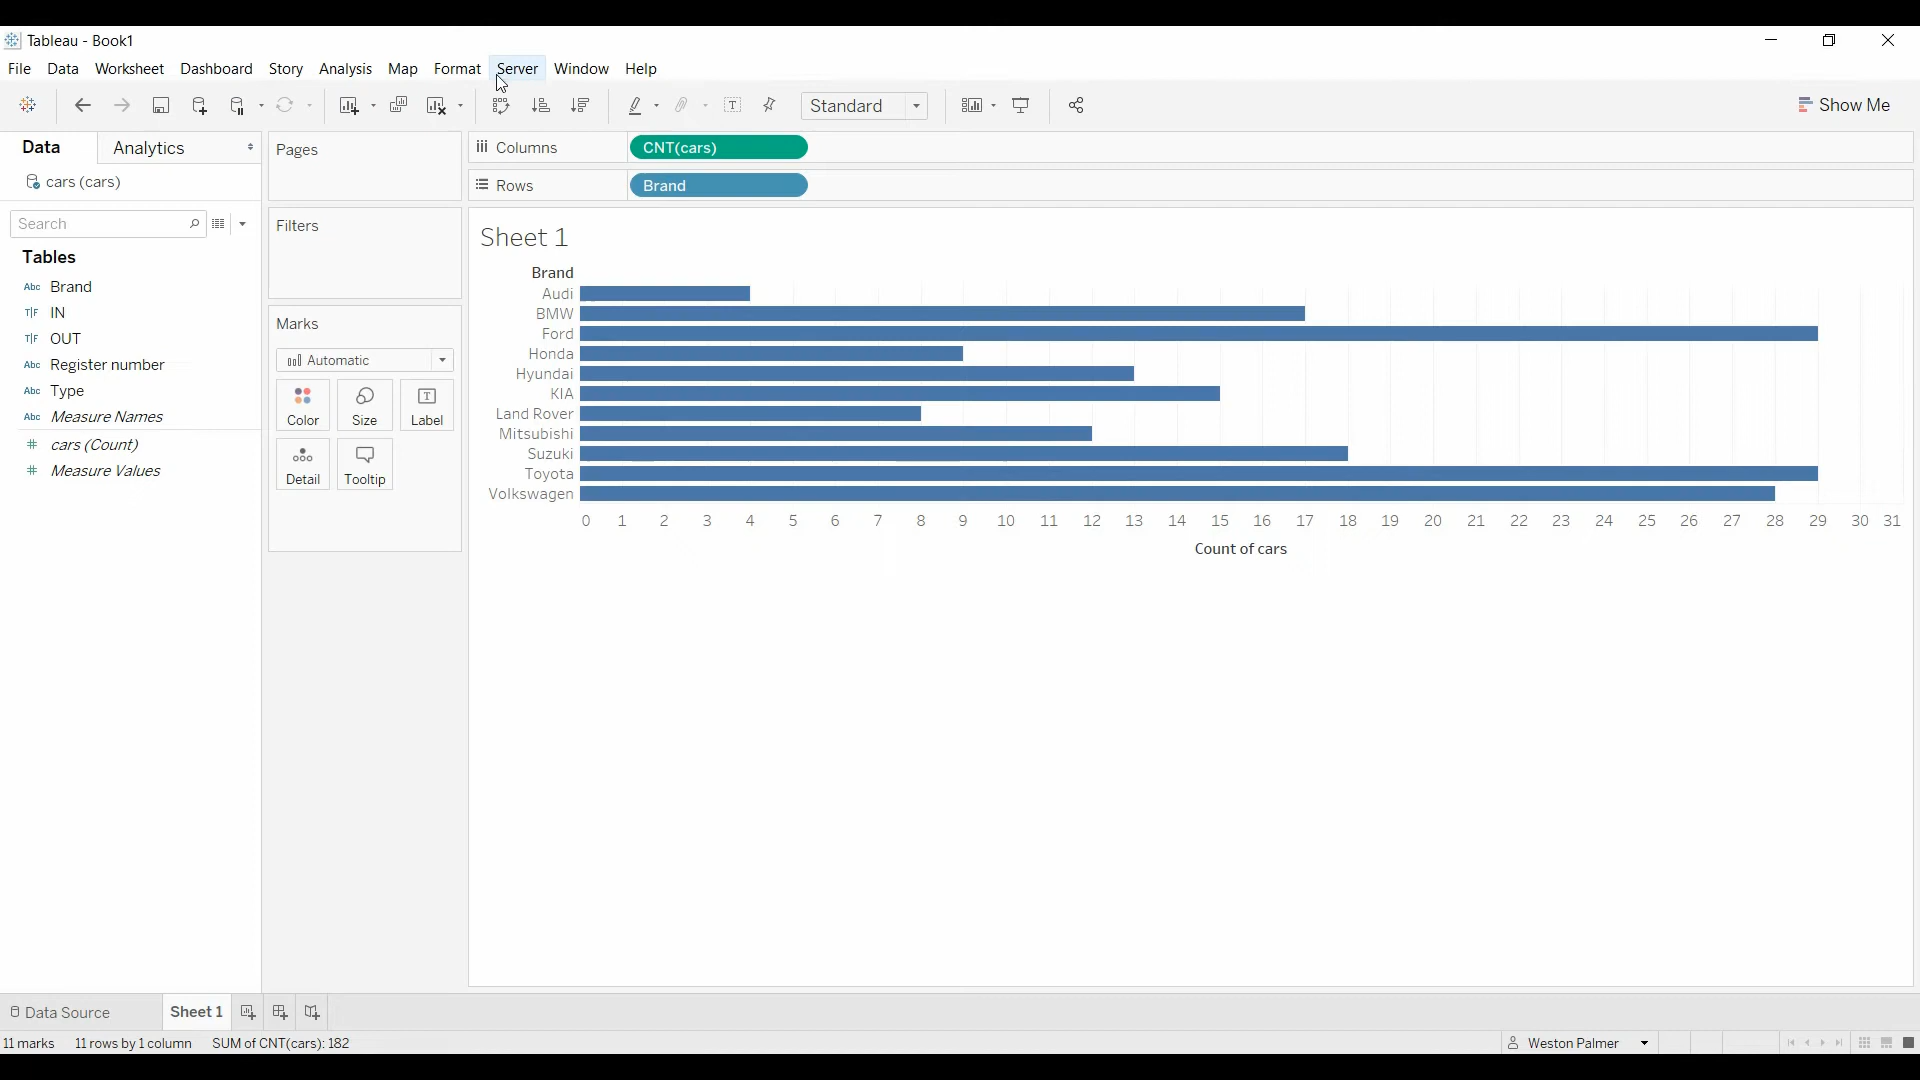 Tableau - Book1
File Data Worksheet Dashboard Story Analysis Map Format Server Window Help
Standard
Show Me
Data Analytics
cars (cars)
Search
Tables
Abc Brand
T|F IN
T|F OUT
Abc Register number
Abc Type
Abc Measure Names
# cars (Count)
# Measure Values
Pages
Filters
Marks
Automatic
Color Size Label
Detail Tooltip
Columns CNT(cars)
Rows Brand
Sheet 1
Brand
Audi
BMW
Ford
Honda
Hyundai
KIA
Land Rover
Mitsubishi
Suzuki
Toyota
Volkswagen
0 1 2 3 4 5 6 7 8 9 10 11 12 13 14 15 16 17 18 19 20 21 22 23 24 25 26 27 28 29 30 31
Count of cars
Data Source Sheet 1
11 marks 11 rows by 1 column SUM of CNT(cars): 182 Weston Palmer